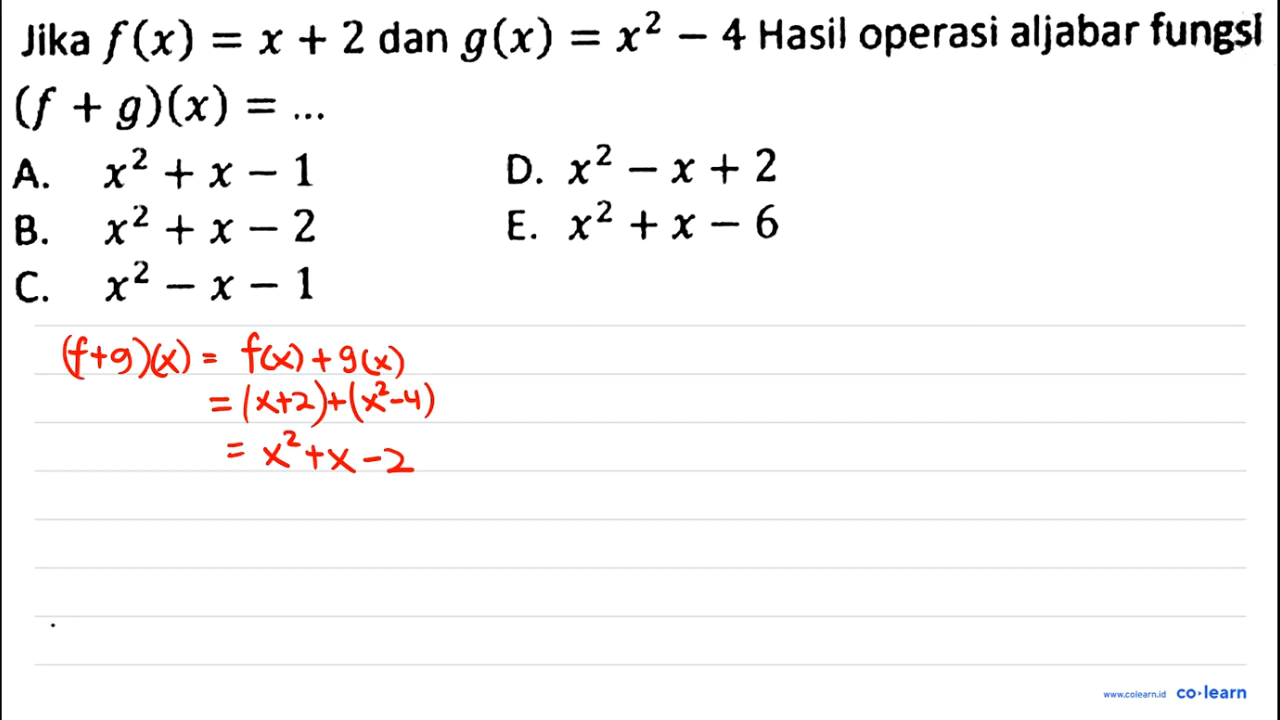 Jika f(x) = x + 2 dan g(x) = x² − 4 Hasil operasi aljabar fungsi
(f + g)(x) = ...
A. x² + x − 1
B. x² + x − 2
C. x² − x − 1
D. x² − x + 2
E. x² + x − 6
(f+g)(x) = f(x) + g(x)
= (x+2)+(x²-4)
= x²+x-2
www.colearn.id co·learn